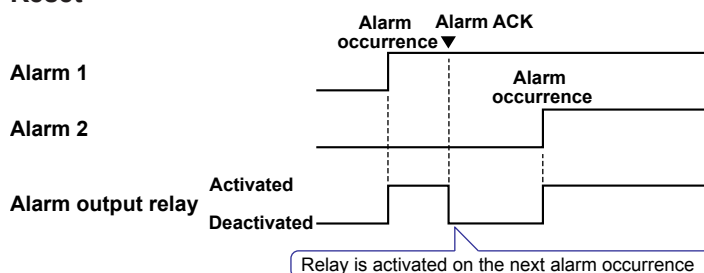 Reset
Alarm occurrence
Alarm ACK
Alarm 1
Alarm occurrence
Alarm 2
Alarm output relay
Activated
Deactivated
Relay is activated on the next alarm occurrence